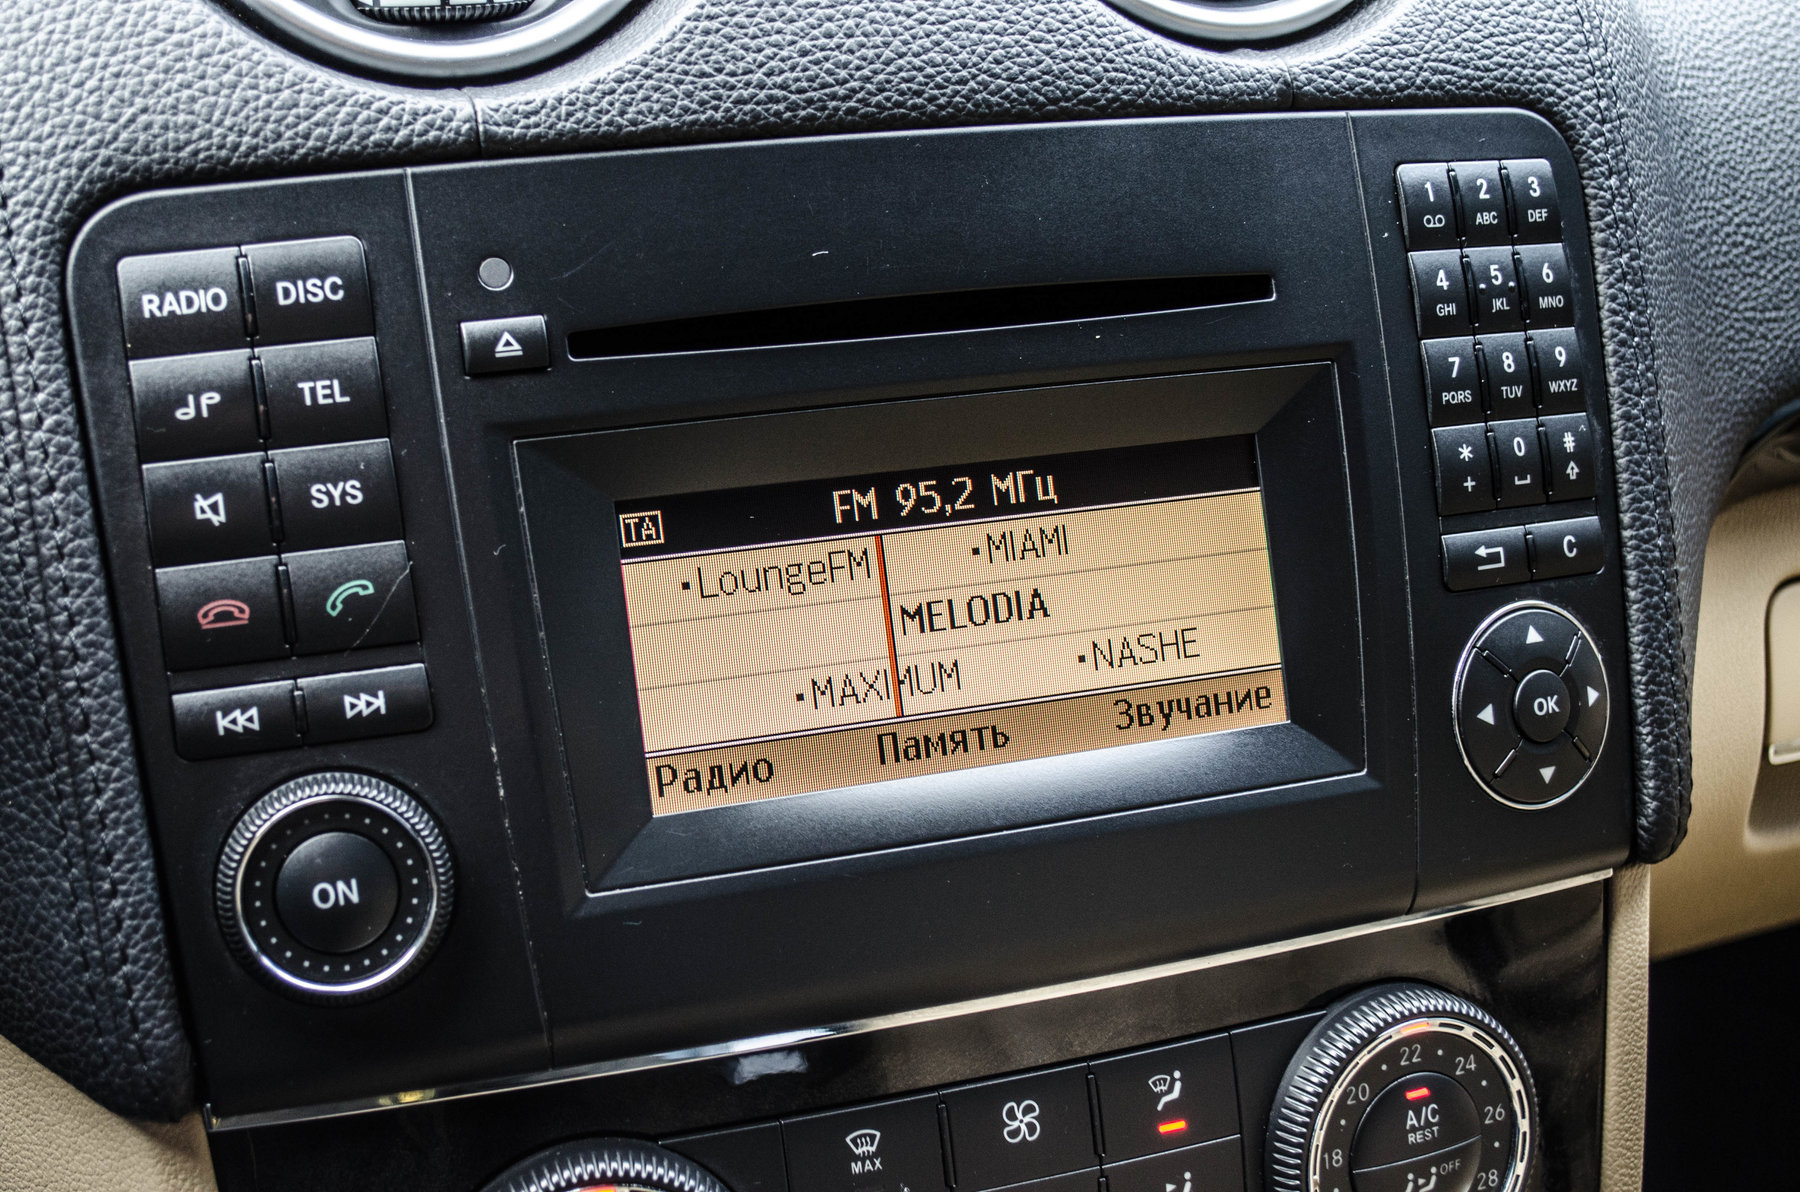 RADIO
DISC
TEL
SYS
ON
TA
FM 95,2 МГц
LoungeFM
MIAMI
MELODIA
MAXIMUM
NASHE
Радио
Память
Звучание
1
2 ABC
3 DEF
4 GHI
5 JKL
6 MNO
7 PQRS
8 TUV
9 WXYZ
* +
0
#
C
OK
MAX
18
20
22
24
26
28
A/C
REST
OFF